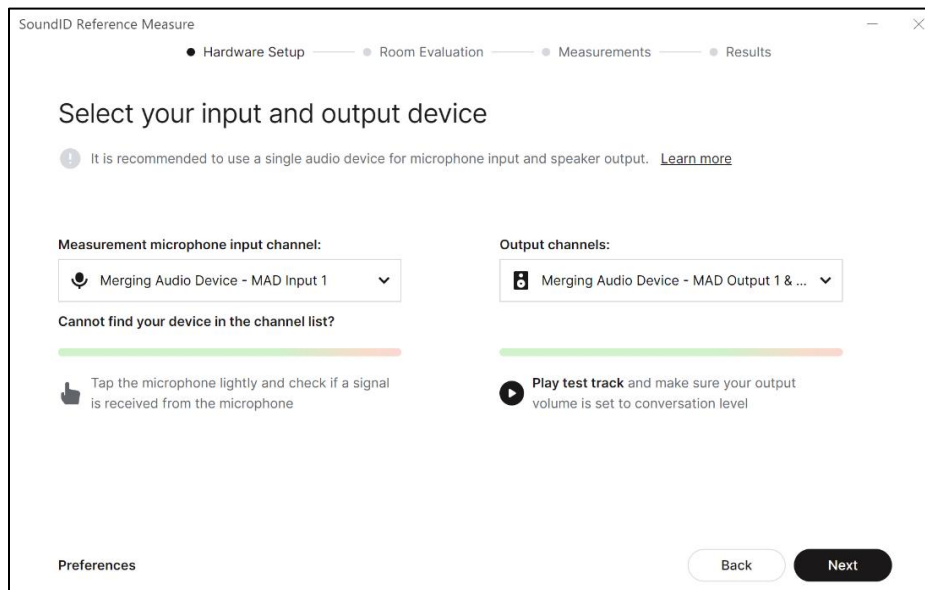 SoundID Reference Measure
Hardware Setup Room Evaluation Measurements Results
Select your input and output device
It is recommended to use a single audio device for microphone input and speaker output. Learn more
Measurement microphone input channel:
Merging Audio Device - MAD Input 1
Cannot find your device in the channel list?
Tap the microphone lightly and check if a signal
is received from the microphone
Output channels:
Merging Audio Device - MAD Output 1 & ...
Play test track and make sure your output
volume is set to conversation level
Preferences
Back
Next